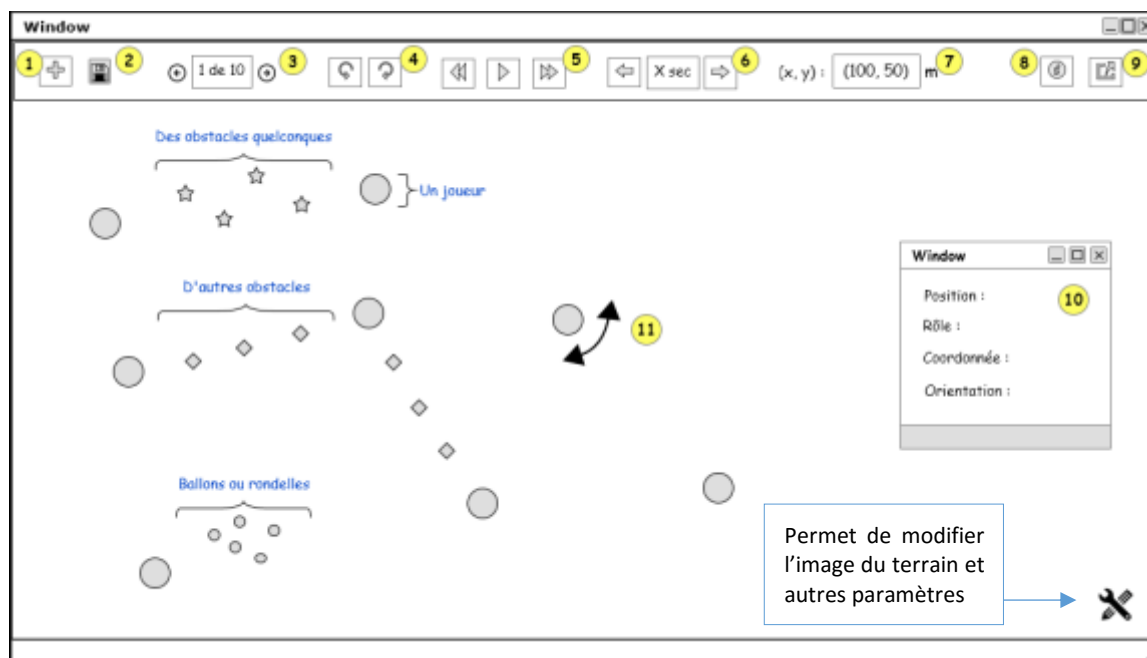 Window
1
2
1 de 10
3
4
5
X sec
6
(x, y) :
(100, 50)
m
7
8
9
Des obstacles quelconques
Un joueur
D'autres obstacles
11
Window
Position :
10
Rôle :
Coordonnée :
Orientation :
Ballons ou rondelles
Permet de modifier
l'image du terrain et
autres paramètres